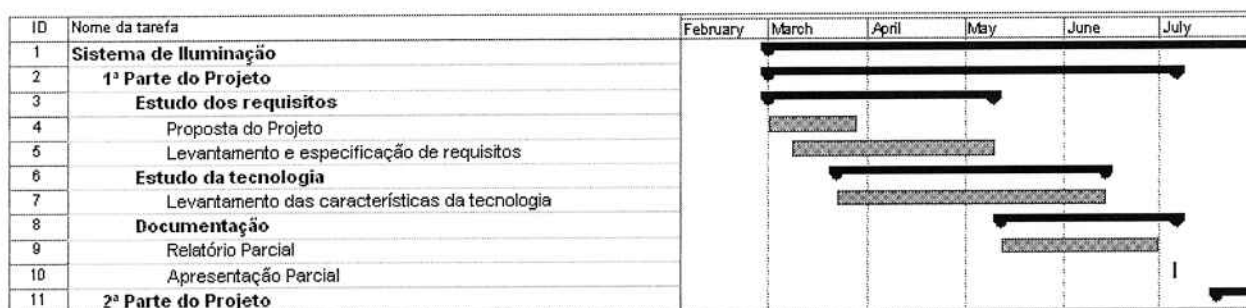 ID Nome da tarefa February March April May June July
1 Sistema de Iluminação
2 1ª Parte do Projeto
3 Estudo dos requisitos
4 Proposta do Projeto
5 Levantamento e especificação de requisitos
6 Estudo da tecnologia
7 Levantamento das características da tecnologia
8 Documentação
9 Relatório Parcial
10 Apresentação Parcial
11 2ª Parte do Projeto